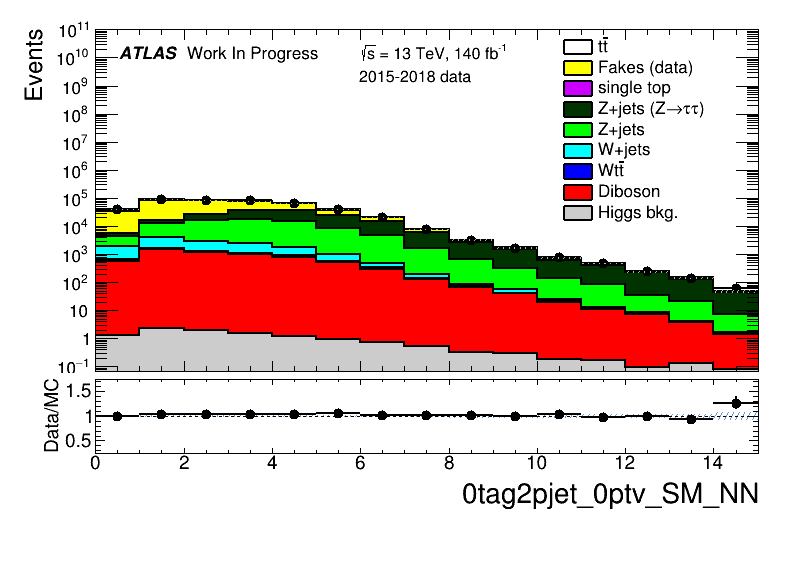 Events
10¹¹
10¹⁰
10⁹
10⁸
10⁷
10⁶
10⁵
10⁴
10³
10²
10
1
10⁻¹
ATLAS Work In Progress
√s = 13 TeV, 140 fb⁻¹
2015-2018 data
tt̄
Fakes (data)
single top
Z+jets (Z→ττ)
Z+jets
W+jets
Wtt̄
Diboson
Higgs bkg.
Data/MC
1.5
1
0.5
0 2 4 6 8 10 12 14
0tag2pjet_0ptv_SM_NN